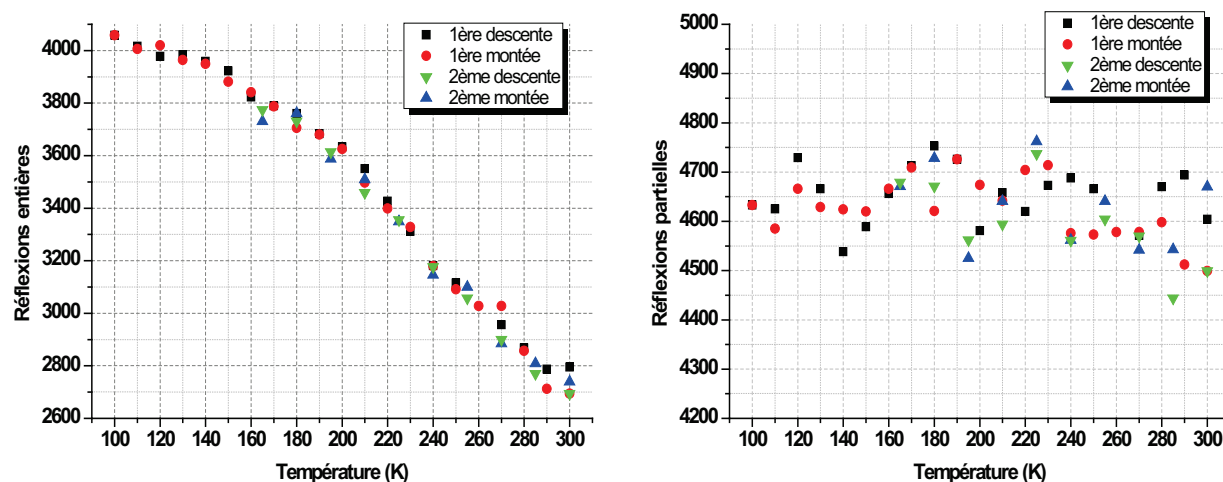 Réflexions entières
4000
3800
3600
3400
3200
3000
2800
2600
100 120 140 160 180 200 220 240 260 280 300
Température (K)
1ère descente
1ère montée
2ème descente
2ème montée
Réflexions partielles
5000
4900
4800
4700
4600
4500
4400
4300
4200
100 120 140 160 180 200 220 240 260 280 300
Température (K)
1ère descente
1ère montée
2ème descente
2ème montée